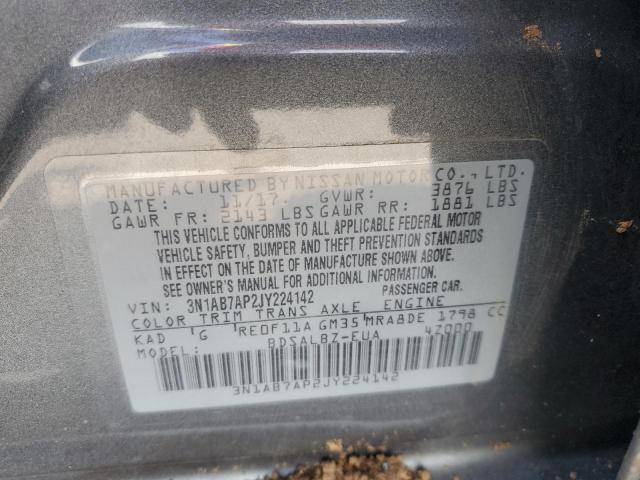 MANUFACTURED BY NISSAN MOTOR CO., LTD.
DATE: 11/17 GVWR: 3876 LBS
GAWR FR: 2143 LBS GAWR RR: 1881 LBS
THIS VEHICLE CONFORMS TO ALL APPLICABLE FEDERAL MOTOR
VEHICLE SAFETY, BUMPER AND THEFT PREVENTION STANDARDS
IN EFFECT ON THE DATE OF MANUFACTURE SHOWN ABOVE.
SEE OWNER'S MANUAL FOR ADDITIONAL INFORMATION.
VIN: 3N1AB7AP2JY224142 PASSENGER CAR.
COLOR TRIM TRANS AXLE ENGINE
KAD G RE0F11A GM35 MRA8DE 1798 CC
MODEL: BDSALBZ-EUA 4Z000
3N1AB7AP2JY224142